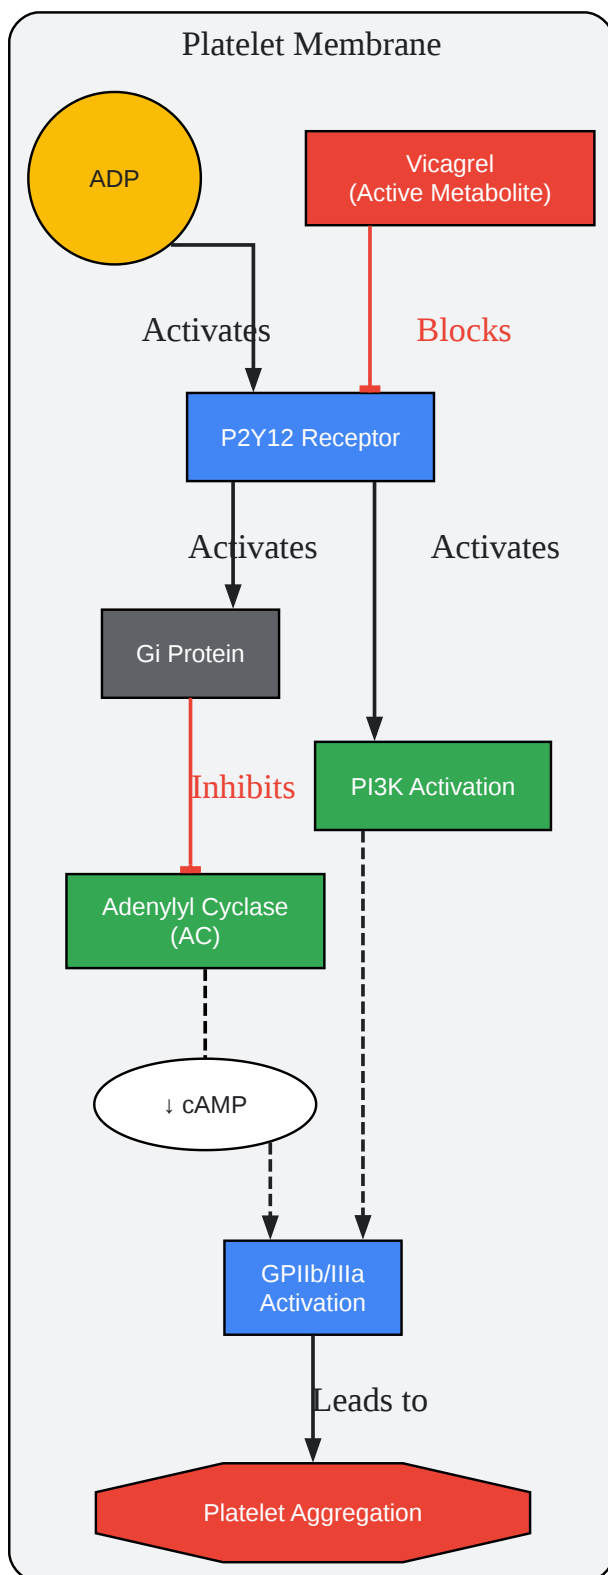 Platelet Membrane
ADP
Vicagrel
(Active Metabolite)
Activates
Blocks
P2Y12 Receptor
Activates
Activates
Gi Protein
Inhibits
PI3K Activation
Adenylyl Cyclase
(AC)
↓ cAMP
GPIIb/IIIa
Activation
Leads to
Platelet Aggregation